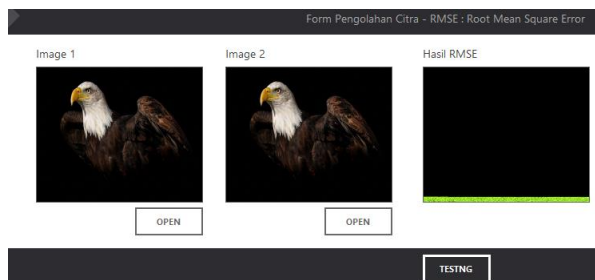 Form Pengolahan Citra - RMSE : Root Mean Square Error
Image 1
Image 2
Hasil RMSE
OPEN
OPEN
TESTNG